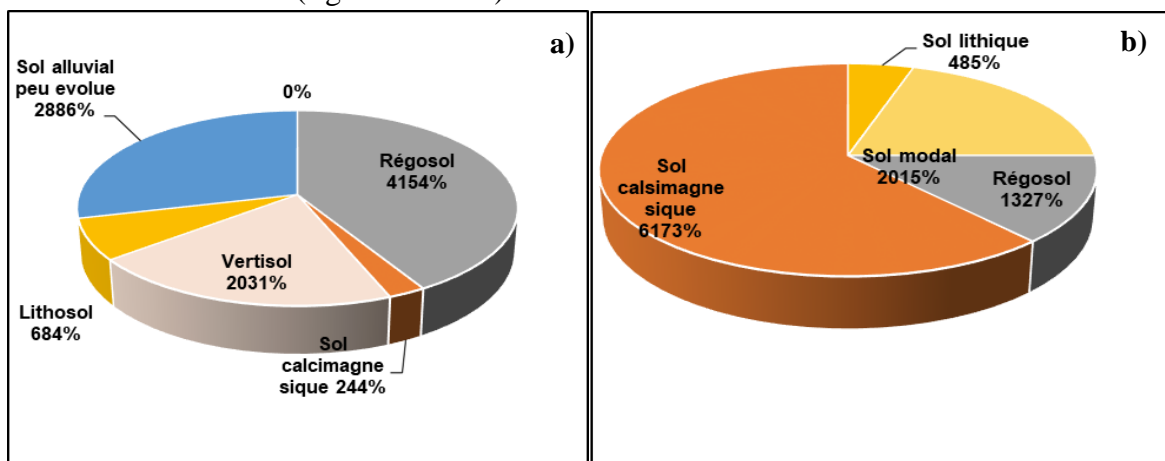 a)
Sol alluvial
peu evolue
2886%
0%
Régosol
4154%
Vertisol
2031%
Lithosol
684%
Sol
calcimagne
sique 244%
b)
Sol lithique
485%
Sol modal
2015%
Régosol
1327%
Sol
calsimagne
sique
6173%